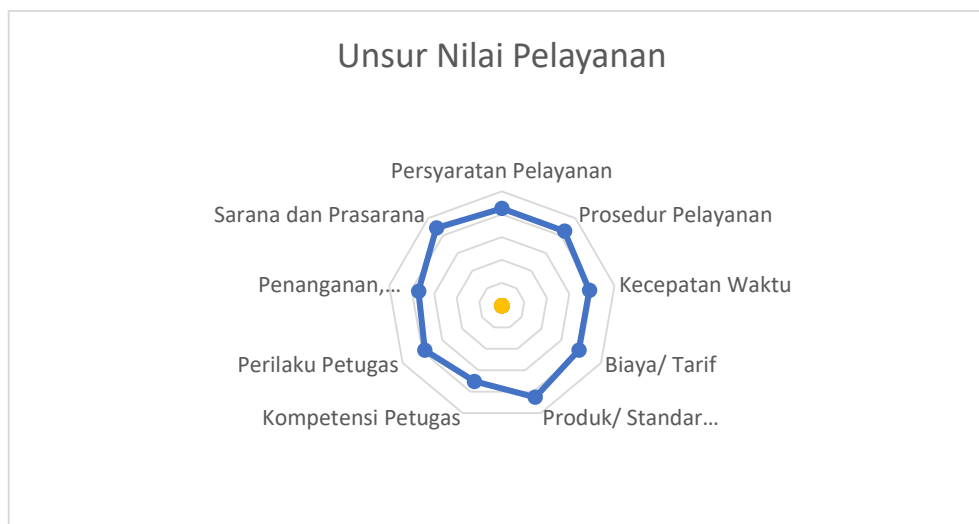 Unsur Nilai Pelayanan
Persyaratan Pelayanan
Sarana dan Prasarana
Prosedur Pelayanan
Penanganan,...
Kecepatan Waktu
Perilaku Petugas
Biaya/ Tarif
Kompetensi Petugas
Produk/ Standar...